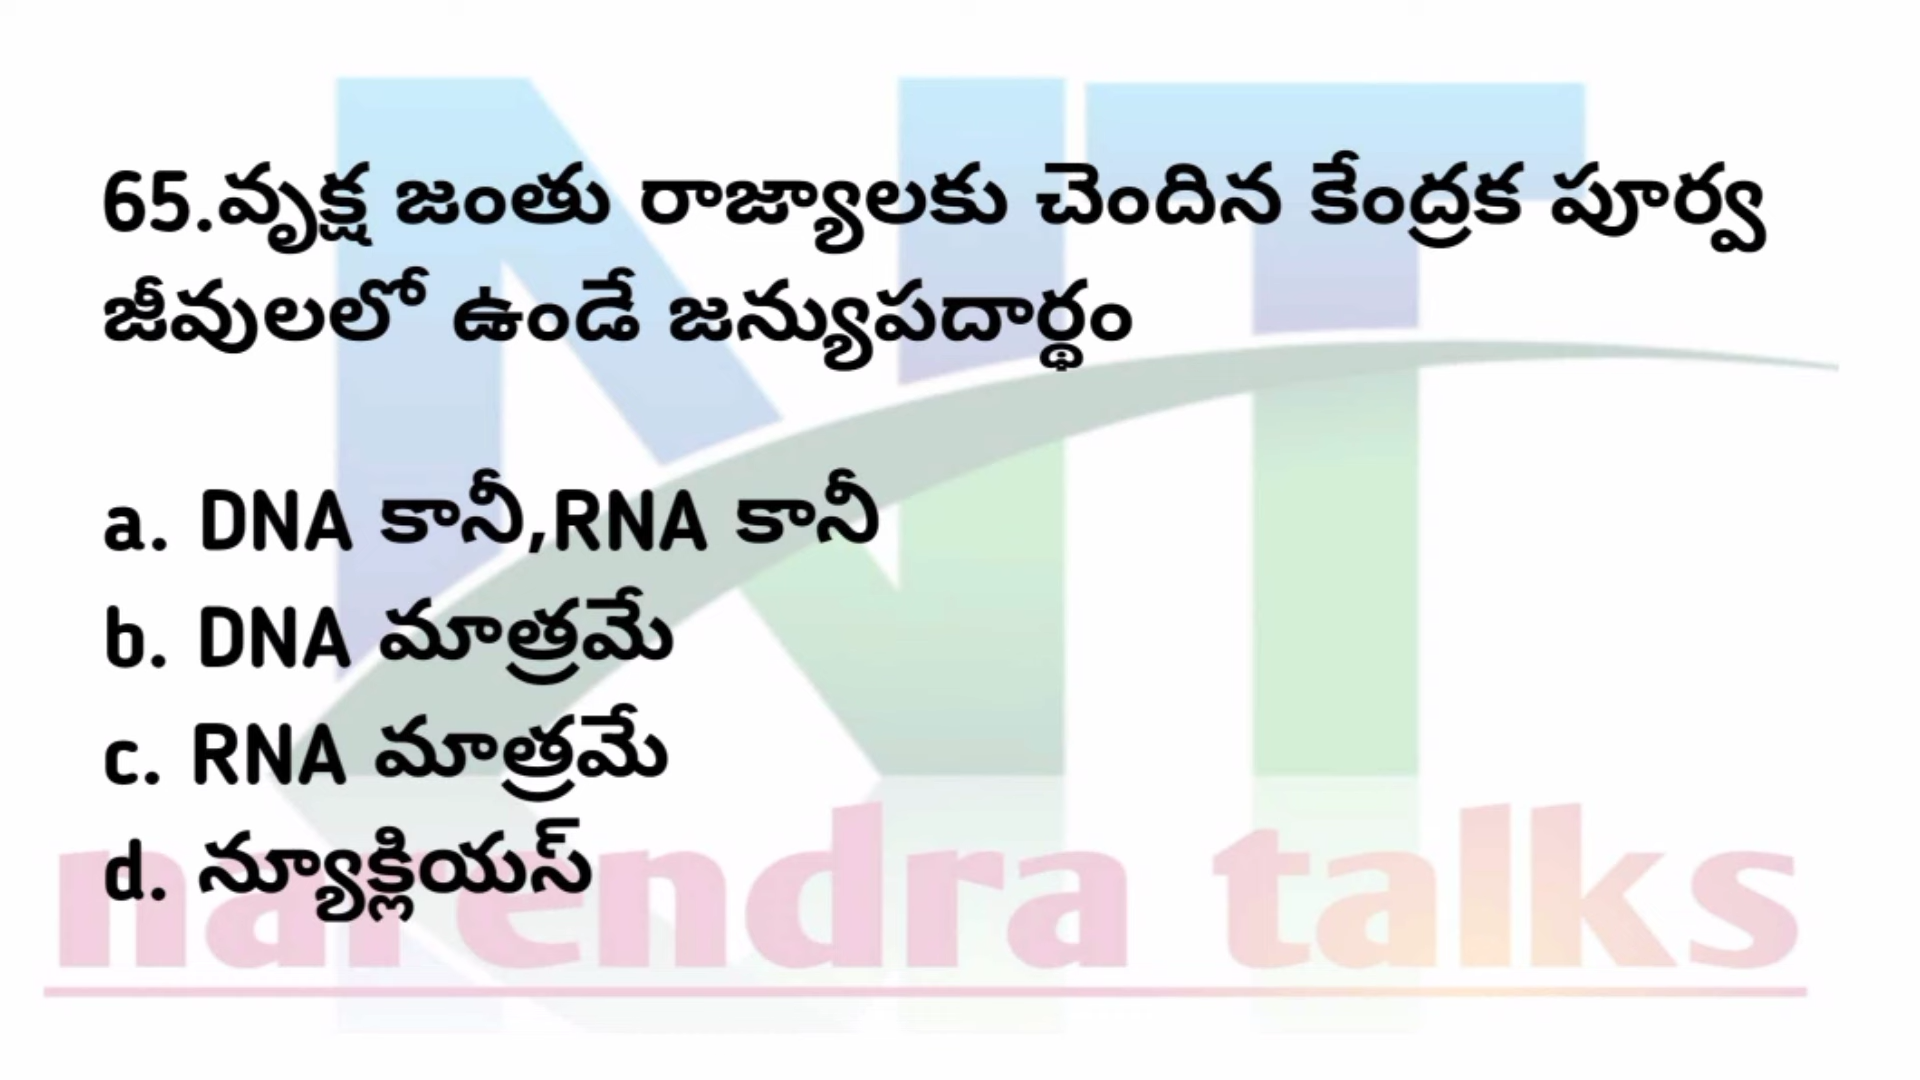 65.వృక్ష జంతు రాజ్యాలకు చెందిన కేంద్రక పూర్వ
జీవులలో ఉండే జన్యుపదార్థం
a. DNA కానీ,RNA కానీ
b. DNA మాత్రమే
c. RNA మాత్రమే
d. న్యూక్లియస్
narendra talks